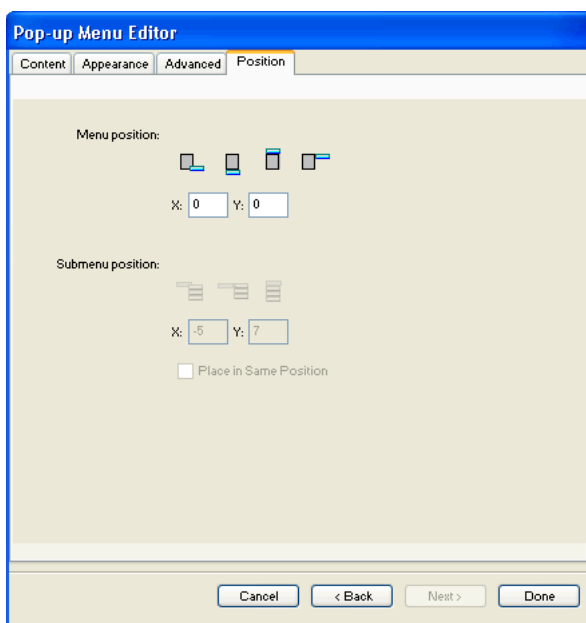 Pop-up Menu Editor
Content Appearance Advanced Position
Menu position:
X: 0 Y: 0
Submenu position:
X: -5 Y: 7
Place in Same Position
Cancel < Back Next > Done